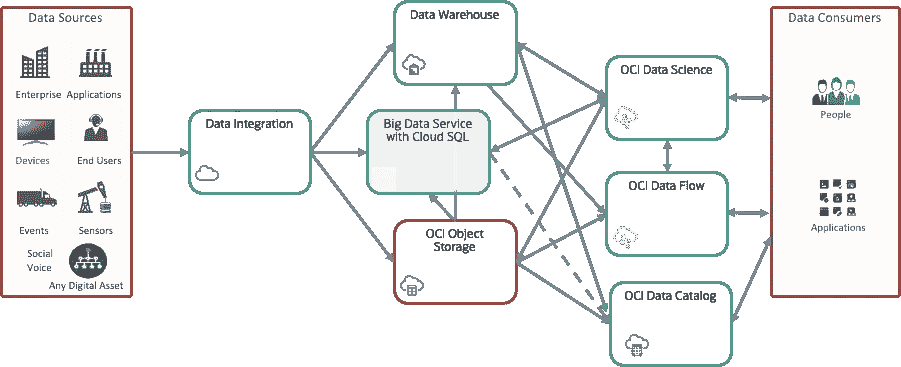 Data Sources
Enterprise Applications
Devices
End Users
Events
Sensors
Social
Voice
Any Digital Asset
Data Integration
Data Warehouse
Big Data Service
with Cloud SQL
OCI Object
Storage
OCI Data Science
OCI Data Flow
OCI Data Catalog
Data Consumers
People
Applications